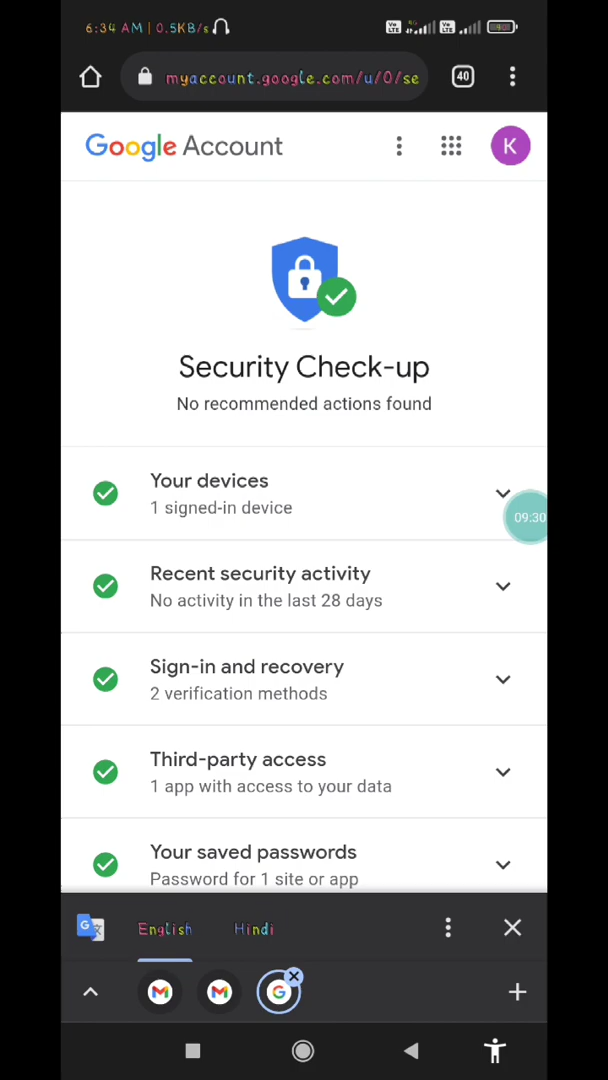 6:34 AM | 0.5KB/s
myaccount.google.com/u/0/se
40
Google Account
K
Security Check-up
No recommended actions found
Your devices
1 signed-in device
09:30
Recent security activity
No activity in the last 28 days
Sign-in and recovery
2 verification methods
Third-party access
1 app with access to your data
Your saved passwords
Password for 1 site or app
English Hindi